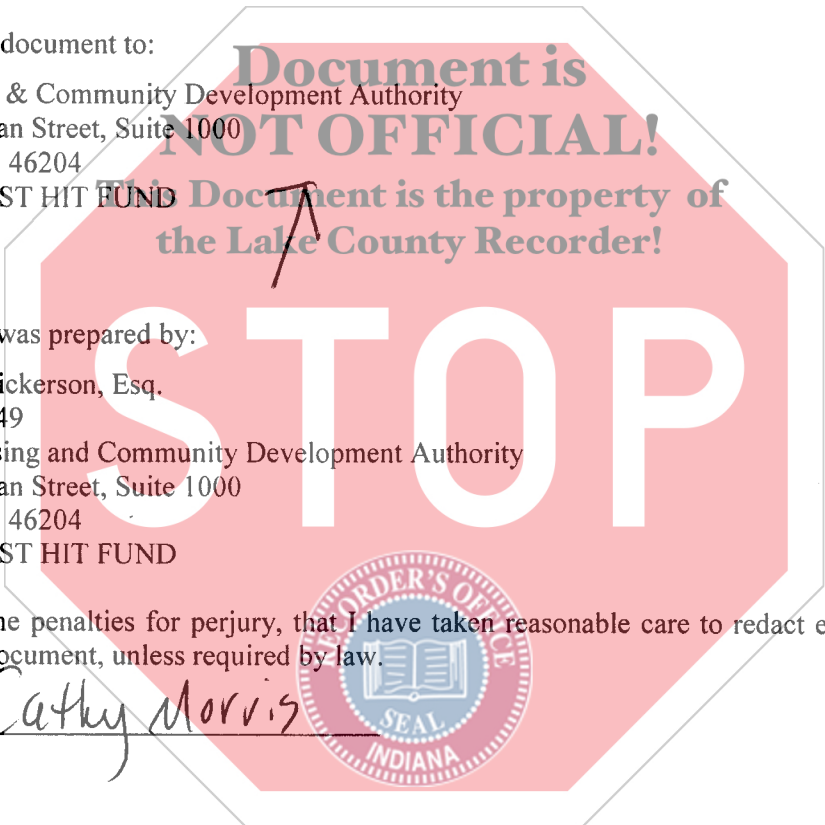 document to:
Document is
& Community Development Authority
an Street, Suite 1000
NOT OFFICIAL!
46204
ST HIT FUND
This Document is the property of
the Lake County Recorder!
was prepared by:
ickerson, Esq.
49
sing and Community Development Authority
an Street, Suite 1000
46204
ST HIT FUND
STOP
ne penalties for perjury, that I have taken reasonable care to redact e
ocument, unless required by law.
Cathy Morris
RECORDER'S OFFICE
SEAL
INDIANA